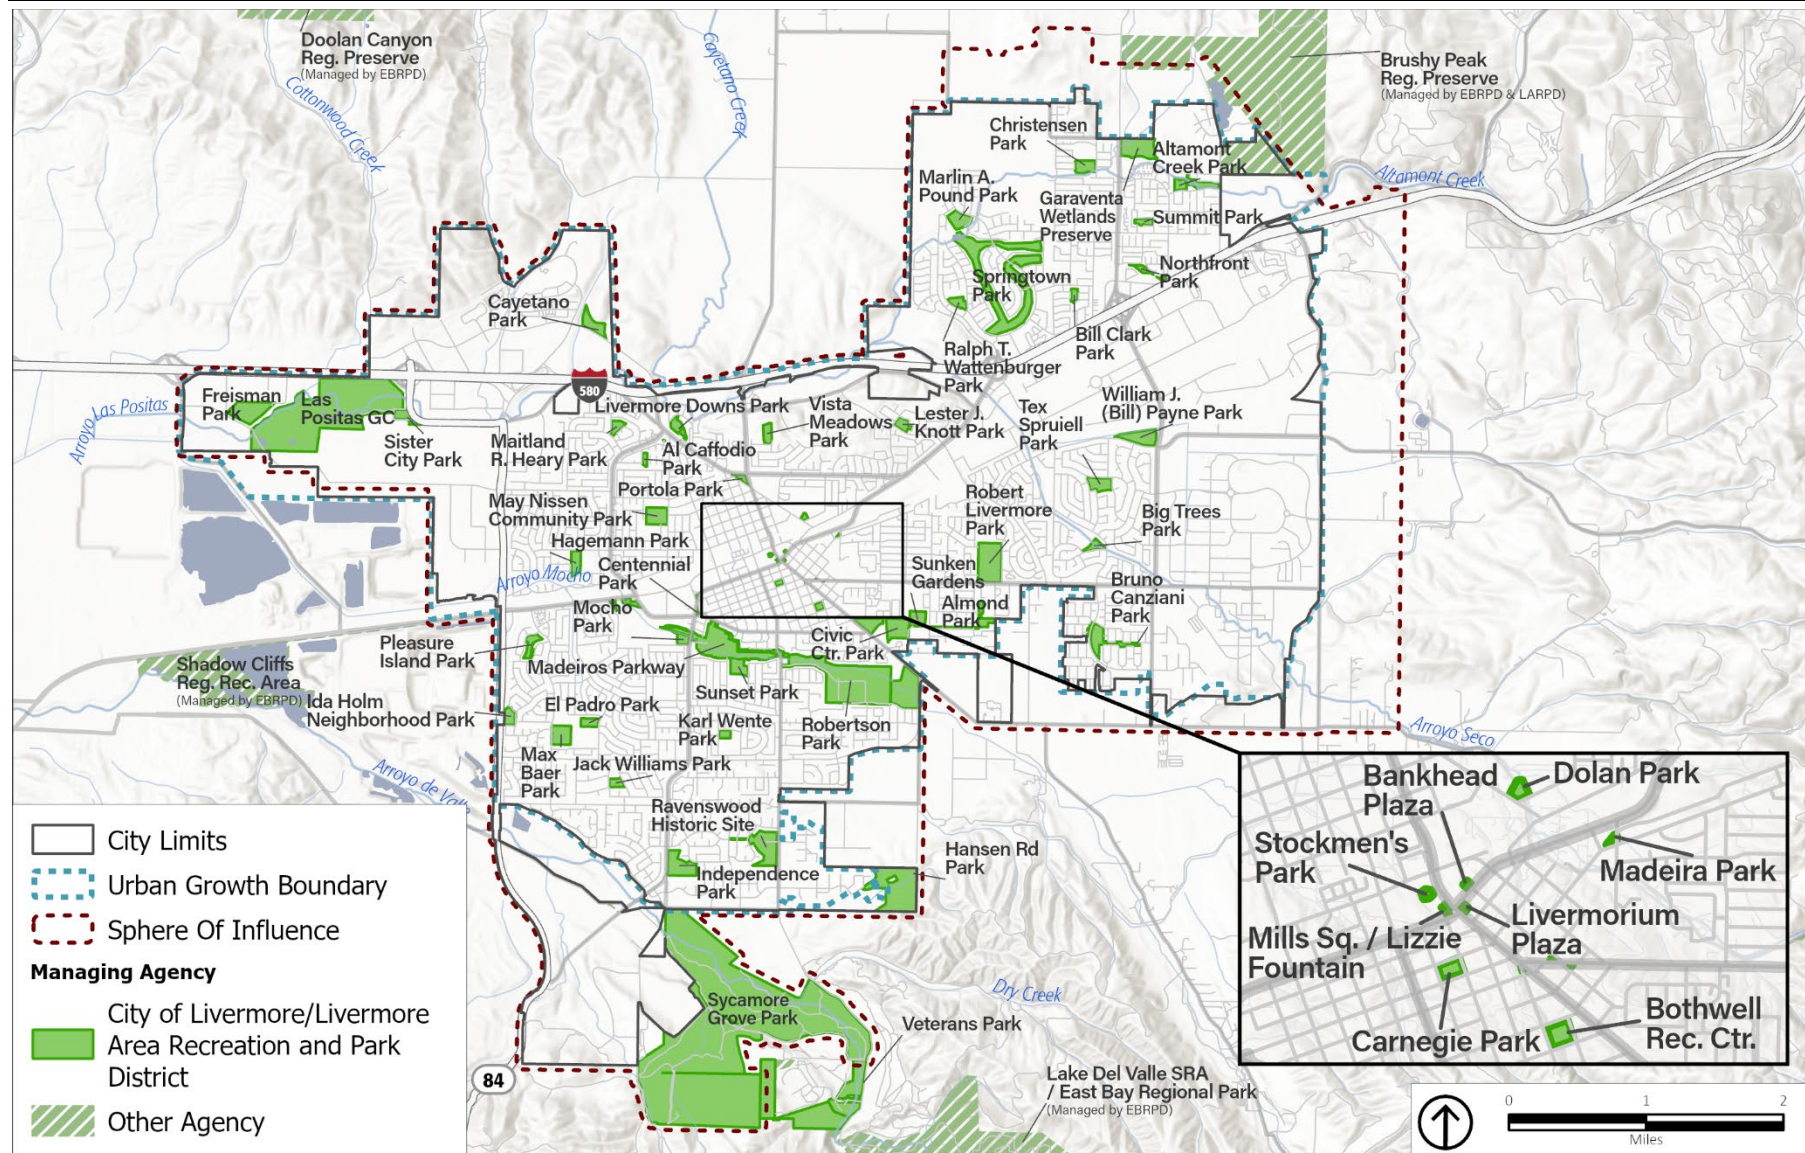 Doolan Canyon
Reg. Preserve
(Managed by EBRPD)
Cottonwood Creek
Cayetano Creek
Brushy Peak
Reg. Preserve
(Managed by EBRPD & LARPD)
Christensen
Park
Altamont
Creek Park
Altamont Creek
Marlin A.
Pound Park
Garaventa
Wetlands
Preserve
Summit Park
Northfront
Park
Springtown
Park
Cayetano
Park
Bill Clark
Park
Ralph T.
Wattenburger
Park
580
Freisman
Park
Las
Positas GC
Arroyo Las Positas
Sister
City Park
Livermore Downs Park
Maitland
R. Heary Park
Vista
Meadows
Park
Lester J.
Knott Park
Tex
Spruiell
Park
William J.
(Bill) Payne Park
Al Caffodio
Park
Portola Park
May Nissen
Community Park
Hagemann Park
Robert
Livermore
Park
Big Trees
Park
Arroyo Mocho
Centennial
Park
Sunken
Gardens
Almond
Park
Bruno
Canziani
Park
Mocho
Park
Civic
Ctr. Park
Pleasure
Island Park
Madeiros Parkway
Sunset Park
Shadow Cliffs
Reg. Rec. Area
(Managed by EBRPD)
Ida Holm
Neighborhood Park
El Padro Park
Karl Wente
Park
Robertson
Park
Arroyo Seco
Max
Baer
Park
Jack Williams Park
Arroyo de Valle
Ravenswood
Historic Site
Independence
Park
Hansen Rd
Park
Sycamore
Grove Park
Dry Creek
Veterans Park
84
Lake Del Valle SRA
/ East Bay Regional Park
(Managed by EBRPD)
Bankhead
Plaza
Dolan Park
Stockmen's
Park
Madeira Park
Livermorium
Plaza
Mills Sq. / Lizzie
Fountain
Carnegie Park
Bothwell
Rec. Ctr.
City Limits
Urban Growth Boundary
Sphere Of Influence
Managing Agency
City of Livermore/Livermore
Area Recreation and Park
District
Other Agency
0 1 2
Miles